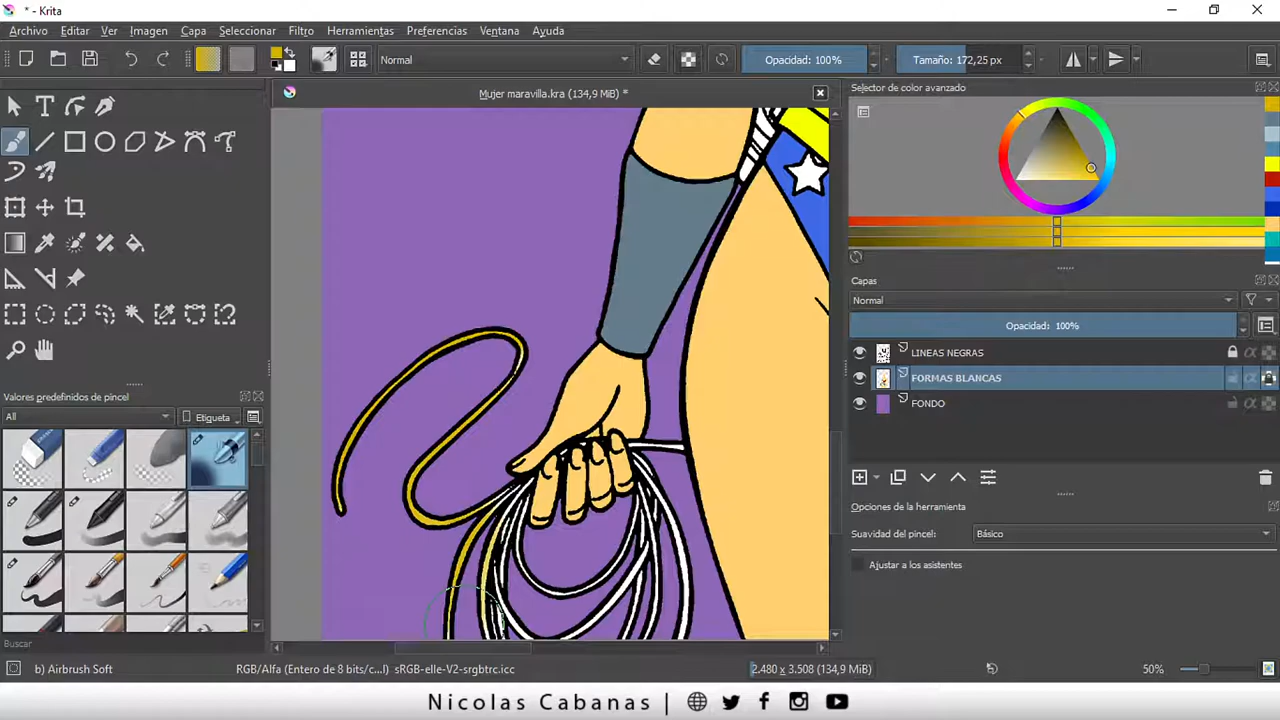 * - Krita
Archivo Editar Ver Imagen Capa Seleccionar Filtro Herramientas Preferencias Ventana Ayuda
Normal
Opacidad: 100%
Tamaño: 172,25 px
Mujer maravilla.kra (134,9 MiB) *
Selector de color avanzado
Capas
Normal
Opacidad: 100%
LINEAS NEGRAS
FORMAS BLANCAS
FONDO
Valores predefinidos de pincel
All
Etiqueta
Opciones de la herramienta
Suavidad del pincel:
Básico
Ajustar a los asistentes
Buscar
b) Airbrush Soft
RGB/Alfa (Entero de 8 bits/c...l) sRGB-elle-V2-srgbtrc.icc
2.480 x 3.508 (134,9 MiB)
50%
Nicolas Cabanas |